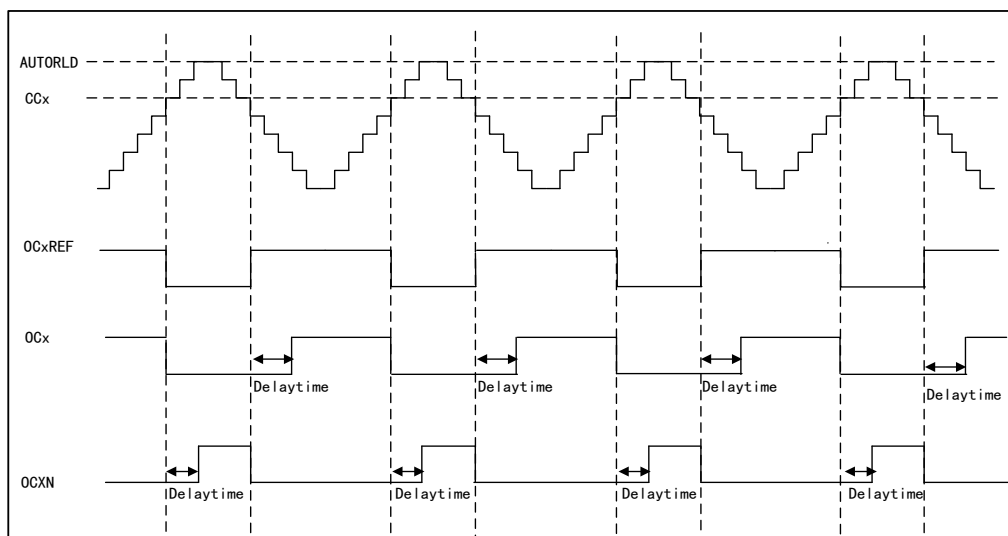 AUTORLD
CCx
OCxREF
OCx
Delaytime
Delaytime
Delaytime
Delaytime
OCXN
Delaytime
Delaytime
Delaytime
Delaytime